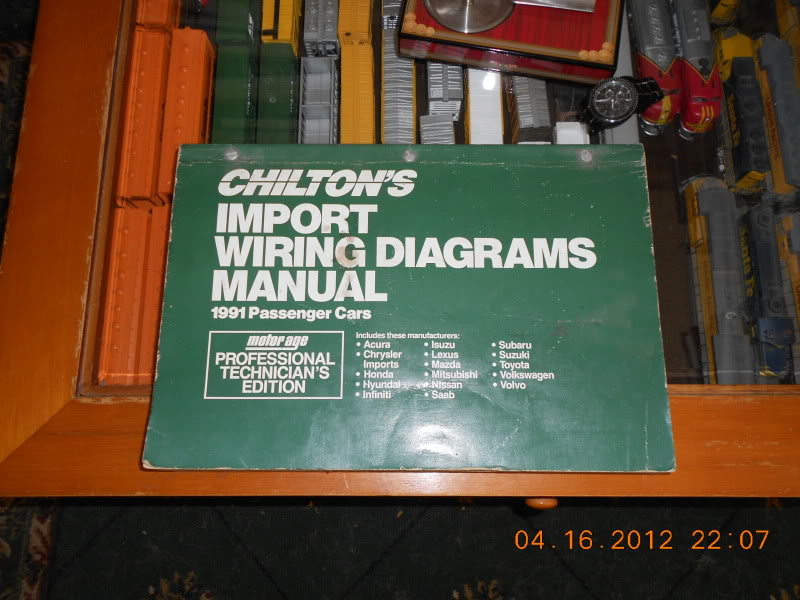 CHILTON'S
IMPORT
WIRING DIAGRAMS
MANUAL
1991 Passenger Cars
motor age
PROFESSIONAL
TECHNICIAN'S
EDITION
Includes these manufacturers:
• Acura
• Chrysler
Imports
• Honda
• Hyundai
• Infiniti
• Isuzu
• Lexus
• Mazda
• Mitsubishi
• Nissan
• Saab
• Subaru
• Suzuki
• Toyota
• Volkswagen
• Volvo
Santa Fe
04.16.2012 22:07